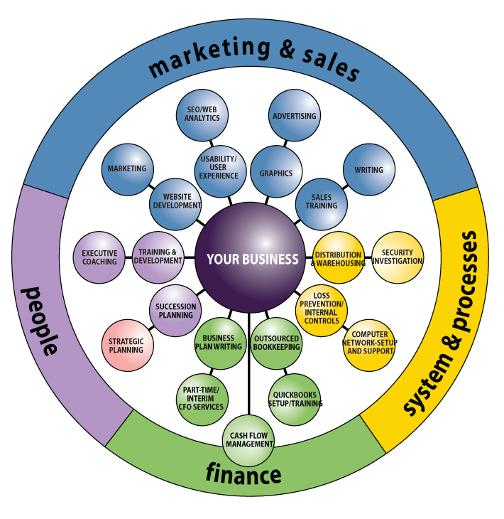 marketing & sales
SEO/WEB
ANALYTICS
ADVERTISING
MARKETING
USABILITY/
USER
EXPERIENCE
GRAPHICS
WRITING
WEBSITE
DEVELOPMENT
SALES
TRAINING
EXECUTIVE
COACHING
TRAINING &
DEVELOPMENT
YOUR BUSINESS
DISTRIBUTION
& WAREHOUSING
SECURITY
INVESTIGATION
people
system & processes
SUCCESSION
PLANNING
LOSS
PREVENTION/
INTERNAL
CONTROLS
STRATEGIC
PLANNING
BUSINESS
PLAN WRITING
OUTSOURCED
BOOKKEEPING
COMPUTER
NETWORK-SETUP
AND SUPPORT
PART-TIME/
INTERIM
CFO SERVICES
QUICKBOOKS
SETUP/TRAINING
CASH FLOW
MANAGEMENT
finance